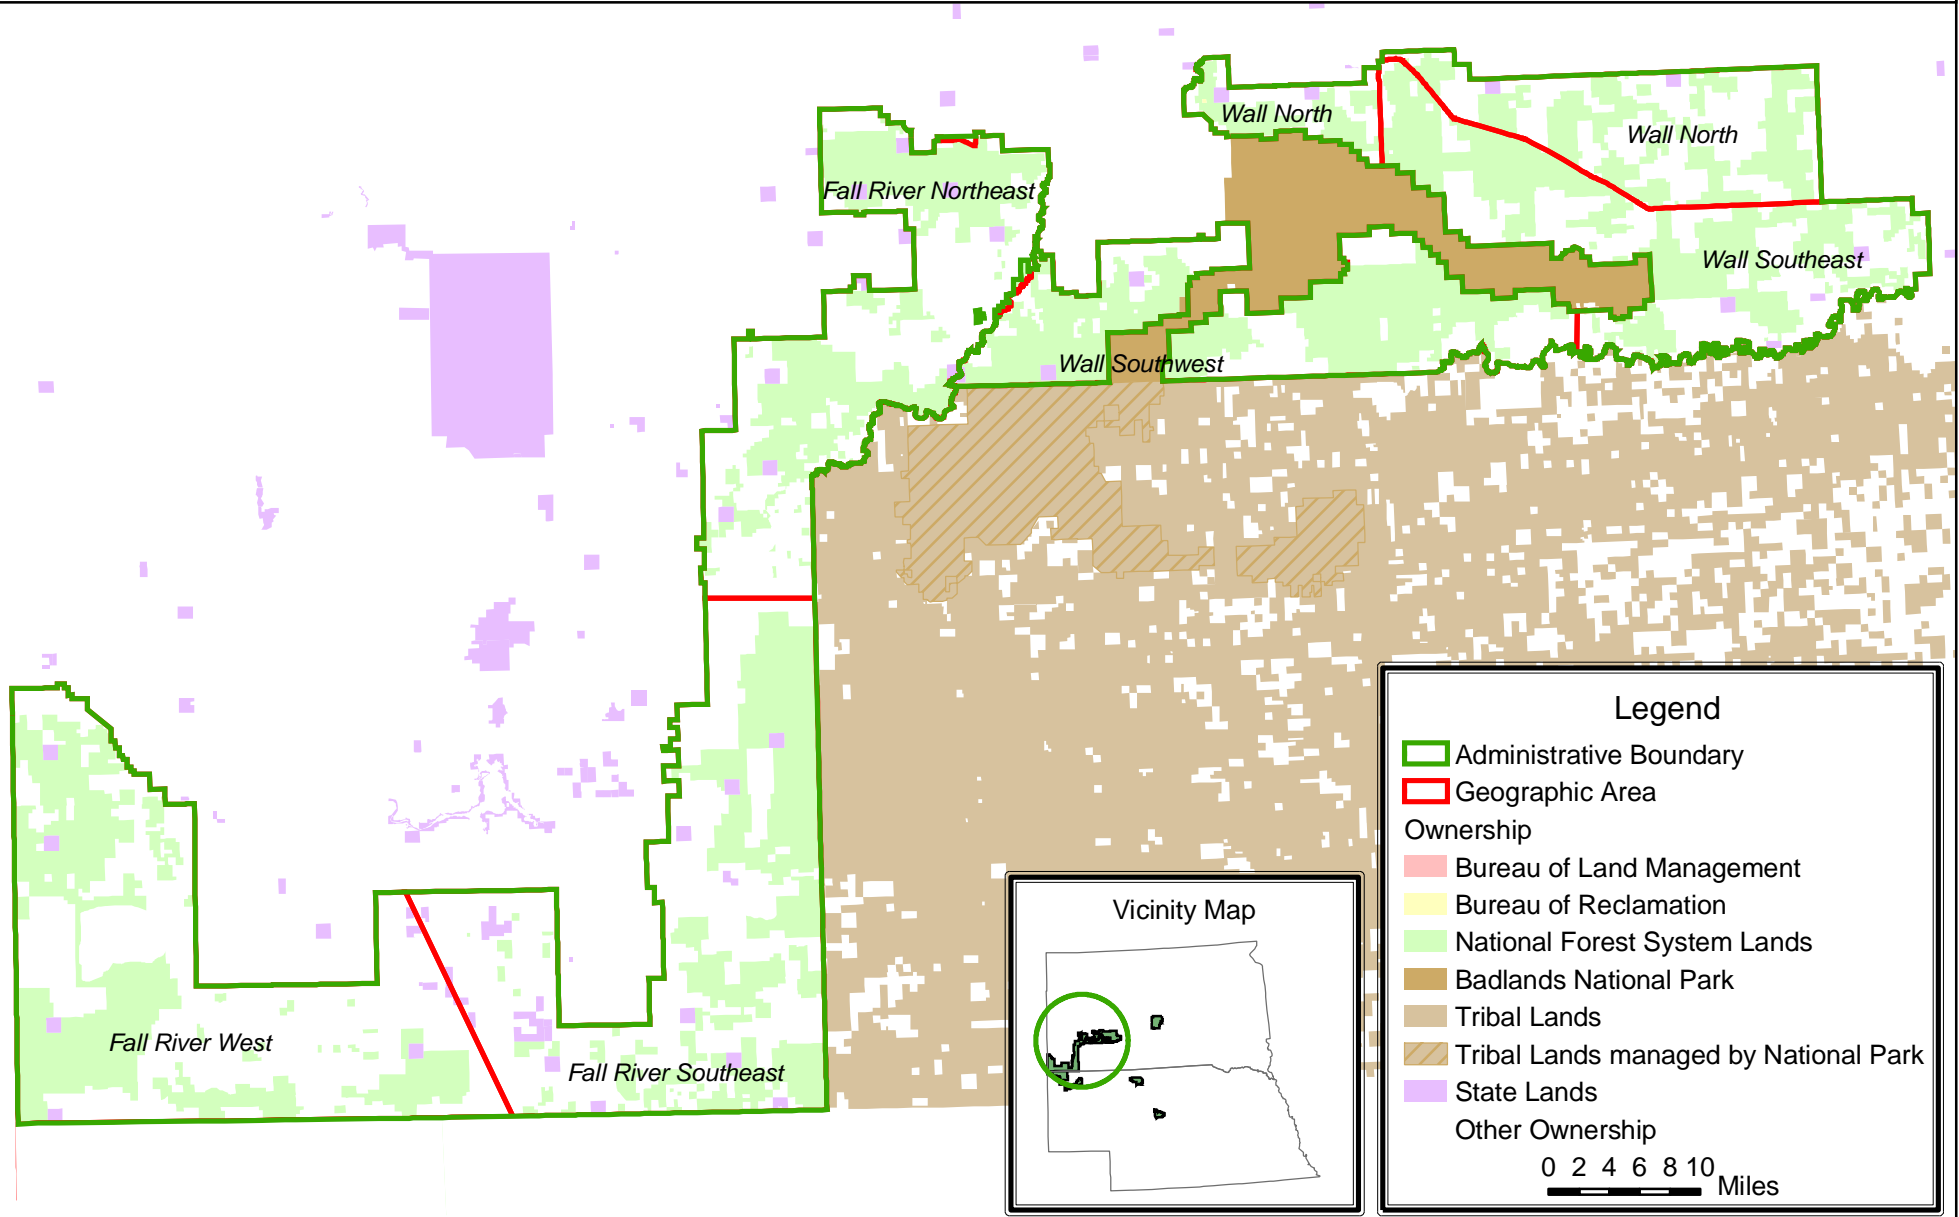 Wall North
Wall North
Fall River Northeast
Wall Southeast
Wall Southwest
Fall River West
Fall River Southeast
Vicinity Map
Legend
Administrative Boundary
Geographic Area
Ownership
Bureau of Land Management
Bureau of Reclamation
National Forest System Lands
Badlands National Park
Tribal Lands
Tribal Lands managed by National Park
State Lands
Other Ownership
0 2 4 6 8 10
Miles